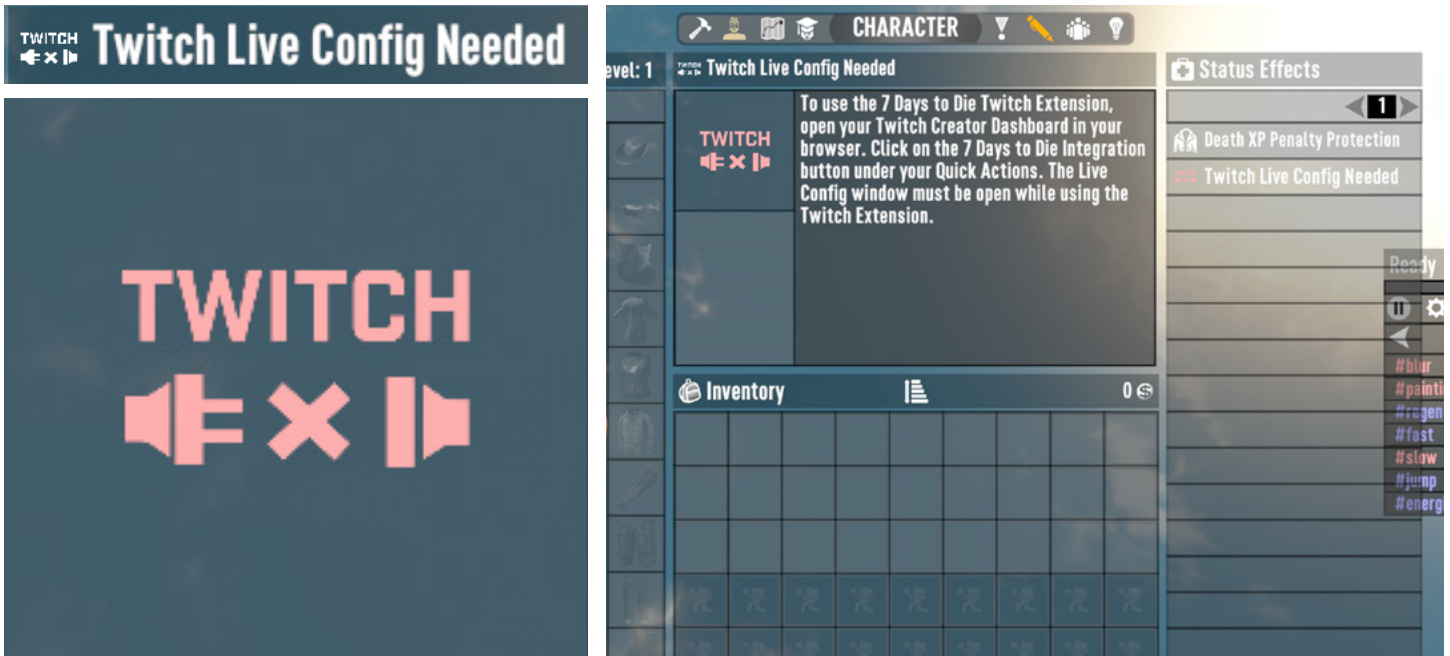 TWITCH
Twitch Live Config Needed
TWITCH
CHARACTER
evel: 1
TWITCH
Twitch Live Config Needed
TWITCH
To use the 7 Days to Die Twitch Extension,
open your Twitch Creator Dashboard in your
browser. Click on the 7 Days to Die Integration
button under your Quick Actions. The Live
Config window must be open while using the
Twitch Extension.
Inventory
0
Status Effects
1
Death XP Penalty Protection
Twitch Live Config Needed
Ready
#blur
#painti
#regen
#fast
#slow
#jump
#energi